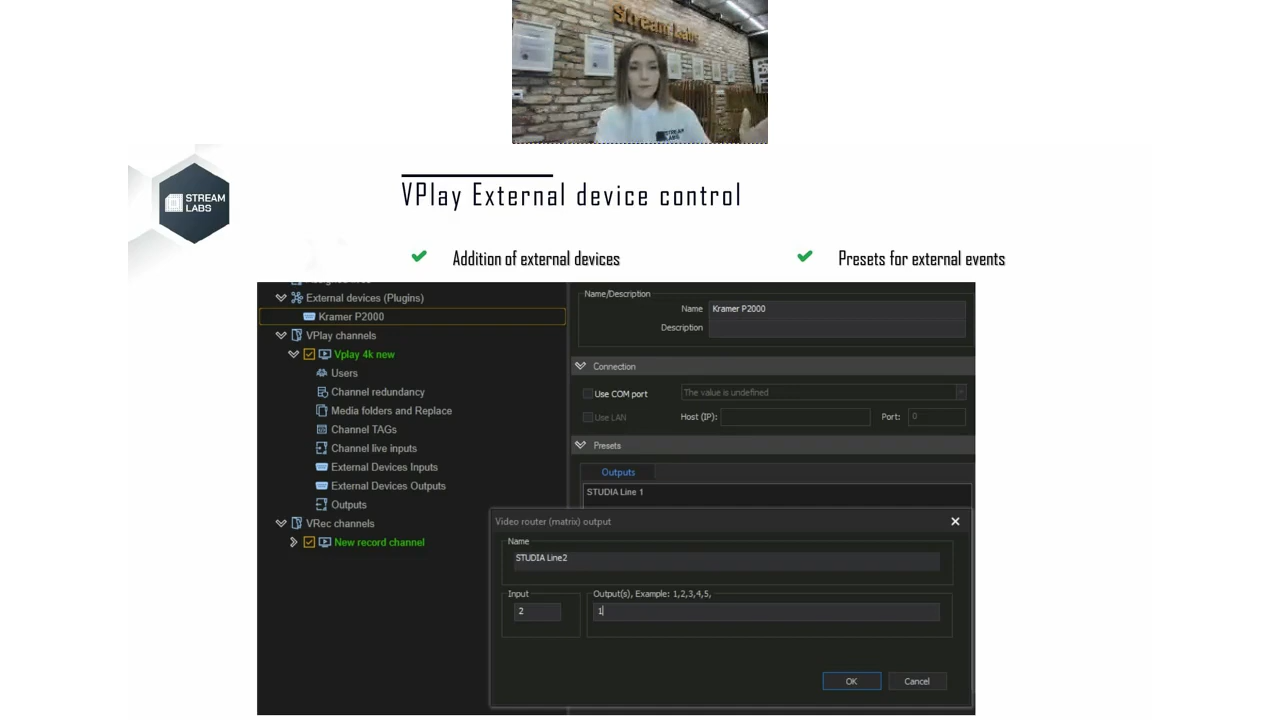 Stream Labs
STREAM
LABS
STREAM
LABS
VPlay External device control
Addition of external devices
Presets for external events
External devices (Plugins)
Kramer P2000
VPlay channels
Vplay 4k new
Users
Channel redundancy
Media folders and Replace
Channel TAGs
Channel live inputs
External Devices Inputs
External Devices Outputs
Outputs
VRec channels
New record channel
Name/Description
Name Kramer P2000
Description
Connection
Use COM port The value is undefined
Use LAN Host (IP): Port: 0
Presets
Outputs
STUDIA Line 1
Video router (matrix) output
Name
STUDIA Line2
Input Output(s), Example: 1,2,3,4,5,
2 1
OK Cancel